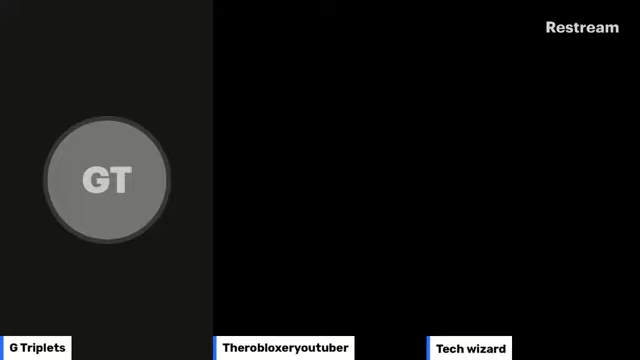 Restream
GT
G Triplets
Therobloxeryoutuber
Tech wizard